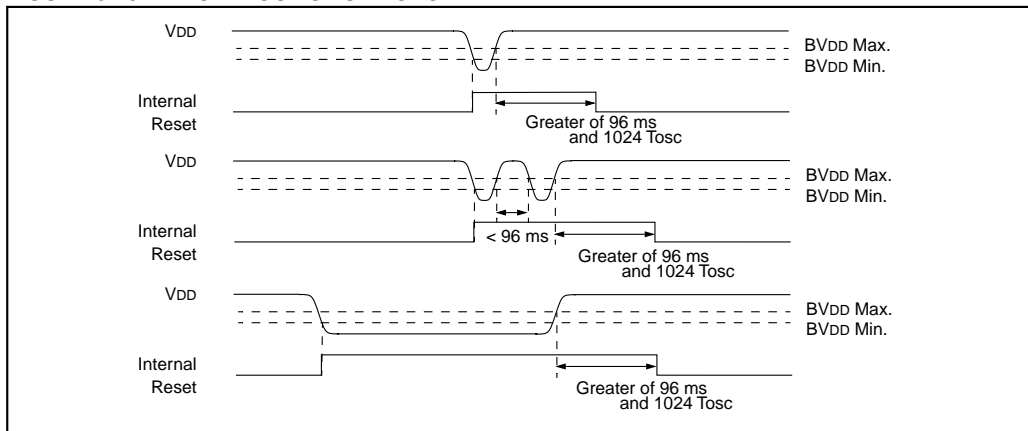 VDD
BVDD Max.
BVDD Min.
Internal
Reset
Greater of 96 ms
and 1024 Tosc
VDD
BVDD Max.
BVDD Min.
Internal
Reset
< 96 ms
Greater of 96 ms
and 1024 Tosc
VDD
BVDD Max.
BVDD Min.
Internal
Reset
Greater of 96 ms
and 1024 Tosc